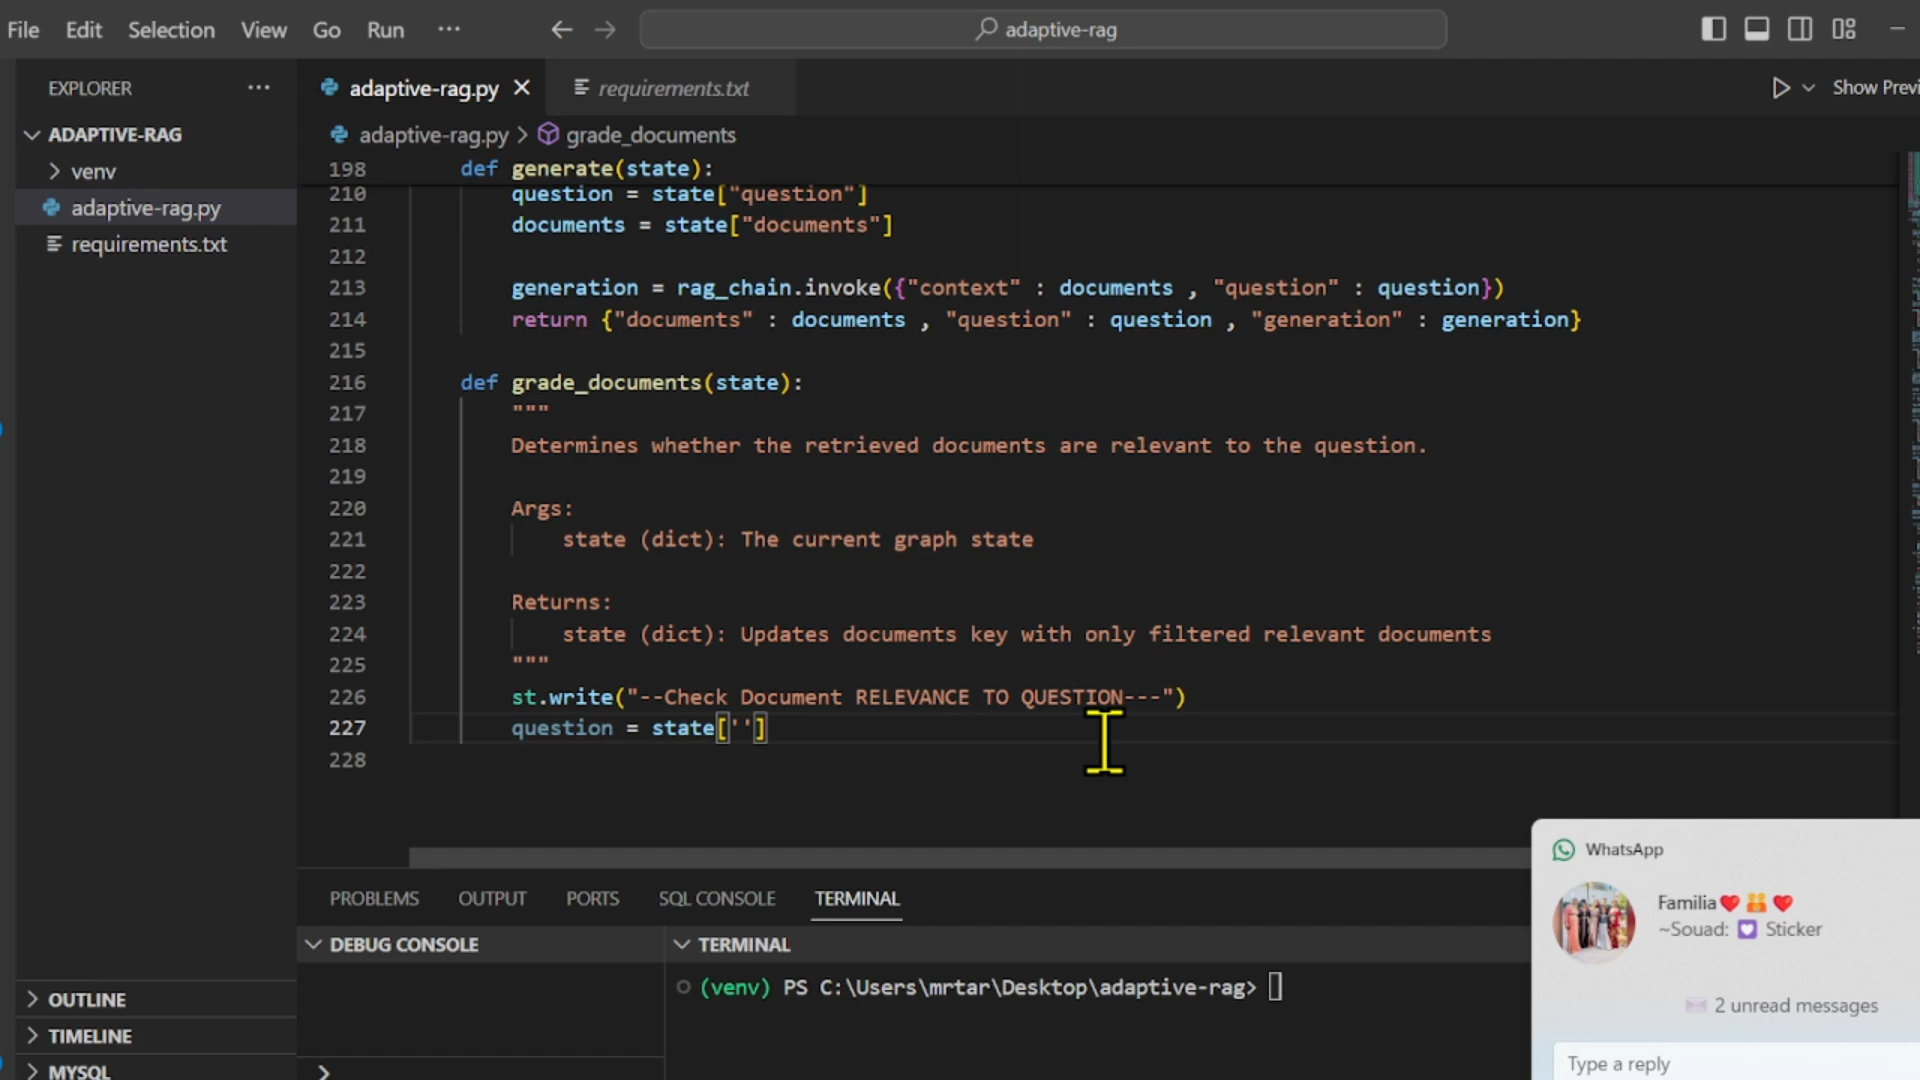 File Edit Selection View Go Run ···
adaptive-rag
EXPLORER ···
adaptive-rag.py
requirements.txt
ADAPTIVE-RAG
venv
adaptive-rag.py
requirements.txt
OUTLINE
TIMELINE
MYSQL
adaptive-rag.py > grade_documents
198 def generate(state):
210 question = state["question"]
211 documents = state["documents"]
212
213 generation = rag_chain.invoke({"context" : documents , "question" : question})
214 return {"documents" : documents , "question" : question , "generation" : generation}
215
216 def grade_documents(state):
217 """
218 Determines whether the retrieved documents are relevant to the question.
219
220 Args:
221 state (dict): The current graph state
222
223 Returns:
224 state (dict): Updates documents key with only filtered relevant documents
225 """
226 st.write("--Check Document RELEVANCE TO QUESTION---")
227 question = state['']
228
PROBLEMS OUTPUT PORTS SQL CONSOLE TERMINAL
DEBUG CONSOLE
TERMINAL
(venv) PS C:\Users\mrtar\Desktop\adaptive-rag>
WhatsApp
Familia❤️👨‍👩‍👧❤️
~Souad: 💟 Sticker
2 unread messages
Type a reply
Show